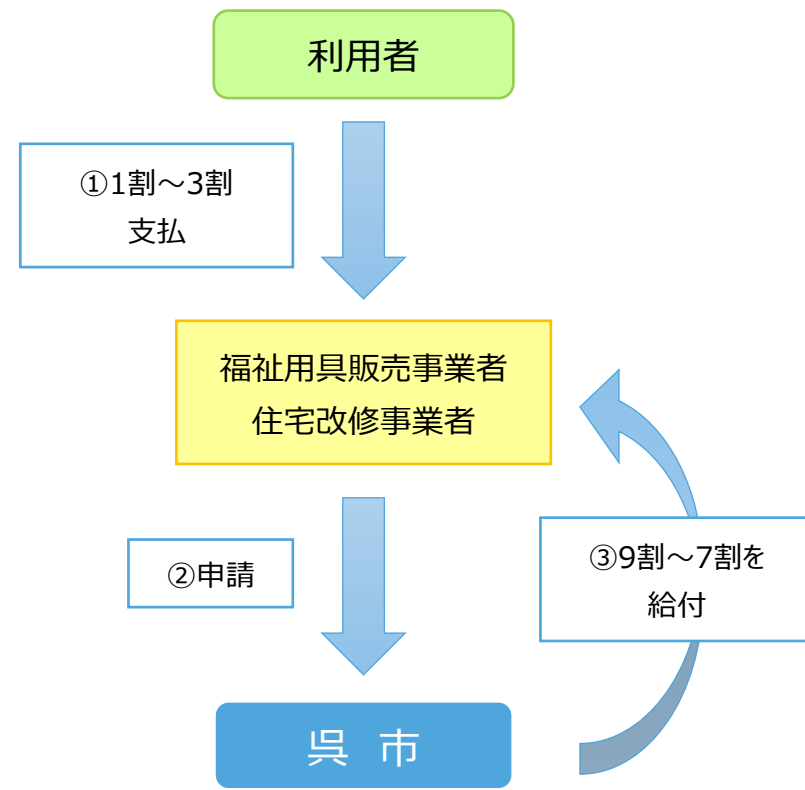 利用者
①1割～3割
支払
福祉用具販売事業者
住宅改修事業者
②申請
③9割～7割を
給付
呉 市